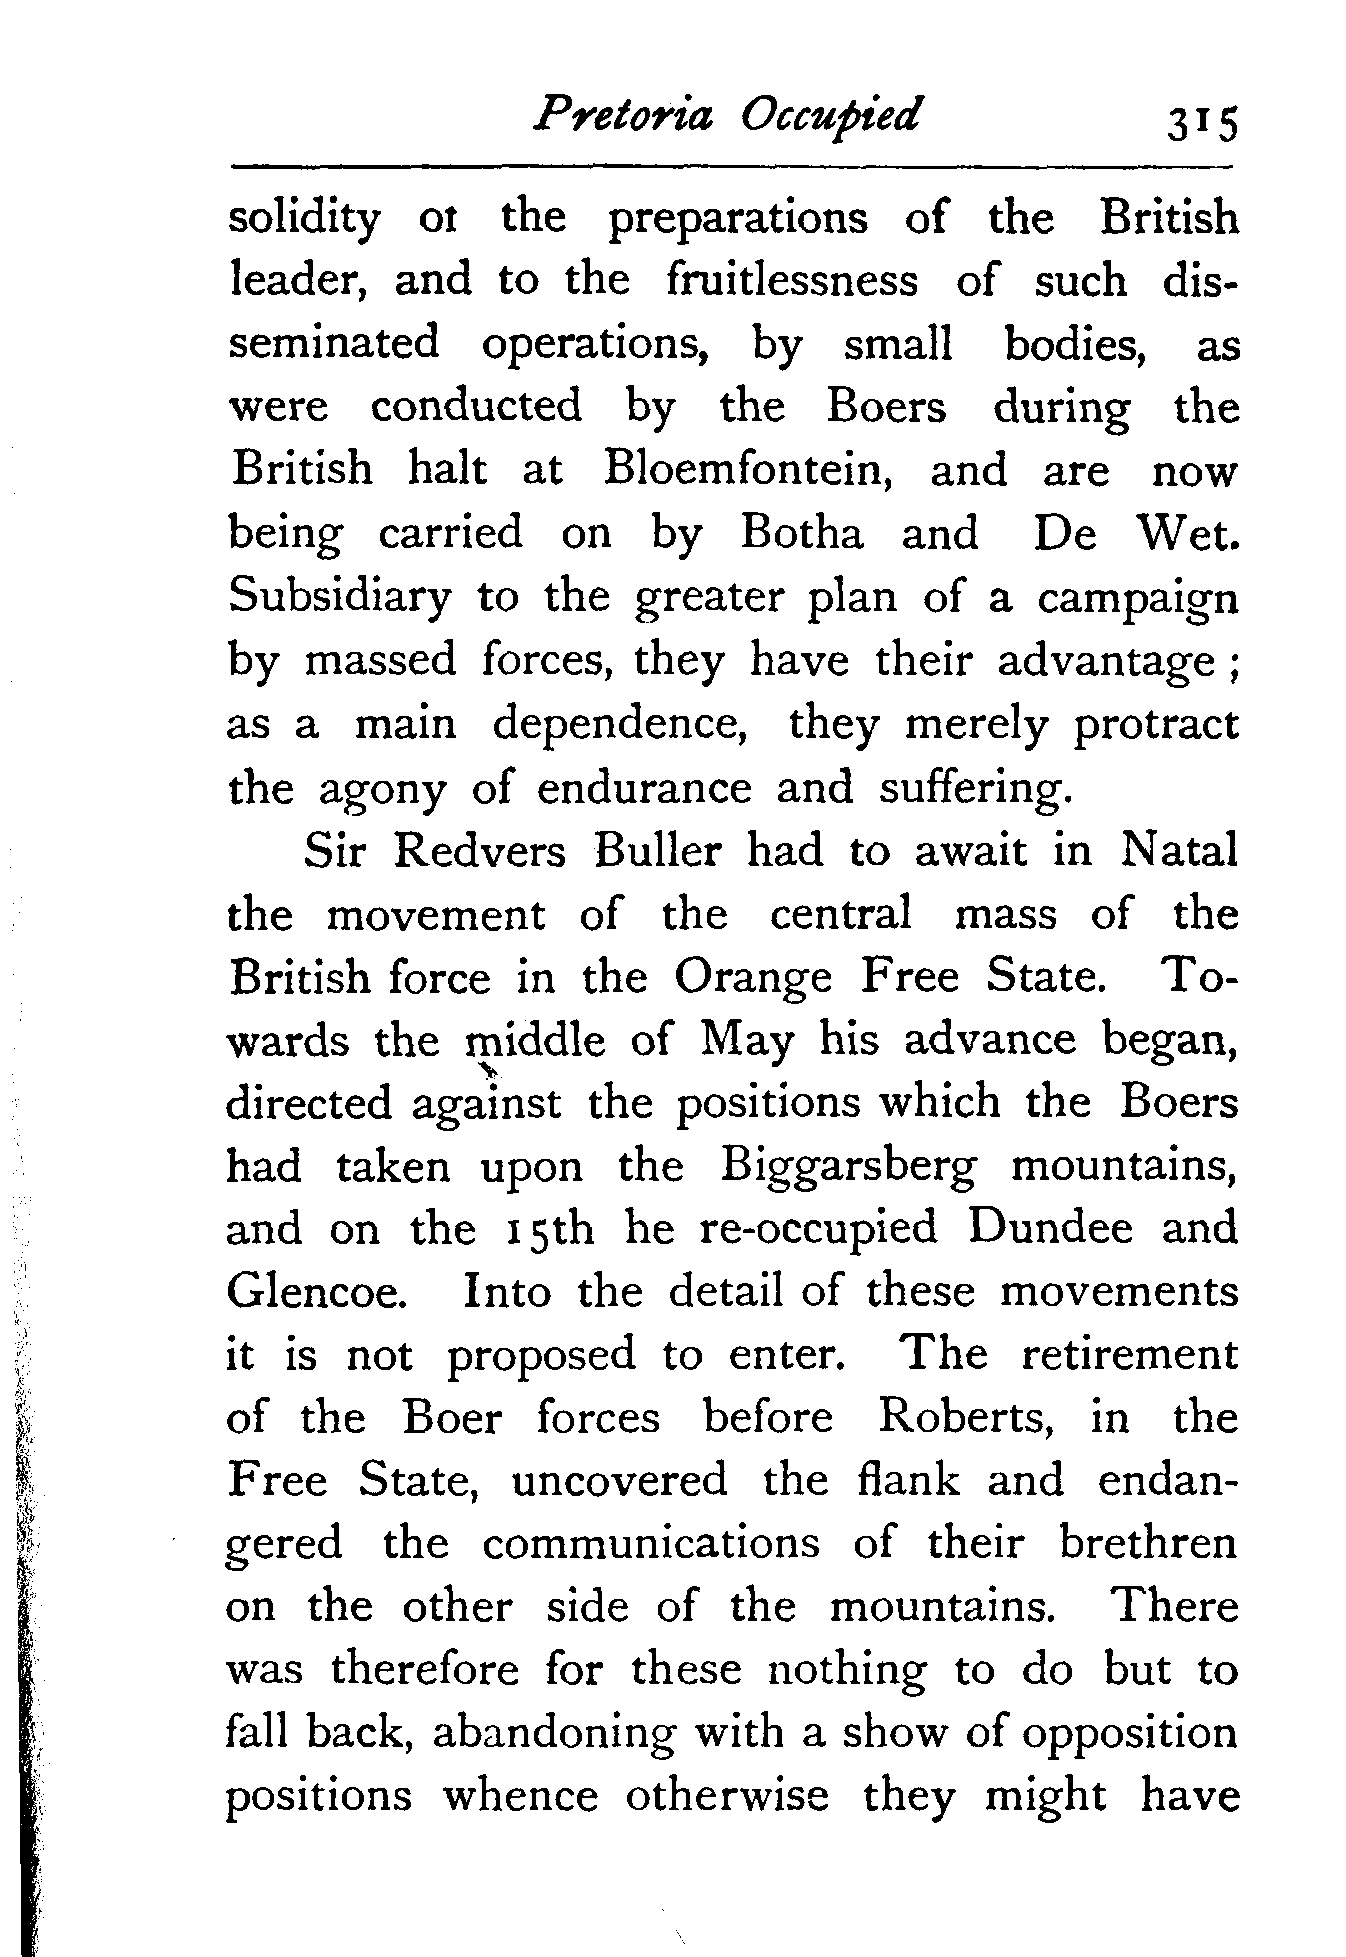 Pretoria Occupied 315
solidity of the preparations of the British
leader, and to the fruitlessness of such dis-
seminated operations, by small bodies, as
were conducted by the Boers during the
British halt at Bloemfontein, and are now
being carried on by Botha and De Wet.
Subsidiary to the greater plan of a campaign
by massed forces, they have their advantage ;
as a main dependence, they merely protract
the agony of endurance and suffering.
Sir Redvers Buller had to await in Natal
the movement of the central mass of the
British force in the Orange Free State. To-
wards the middle of May his advance began,
directed against the positions which the Boers
had taken upon the Biggarsberg mountains,
and on the 15th he re-occupied Dundee and
Glencoe. Into the detail of these movements
it is not proposed to enter. The retirement
of the Boer forces before Roberts, in the
Free State, uncovered the flank and endan-
gered the communications of their brethren
on the other side of the mountains. There
was therefore for these nothing to do but to
fall back, abandoning with a show of opposition
positions whence otherwise they might have